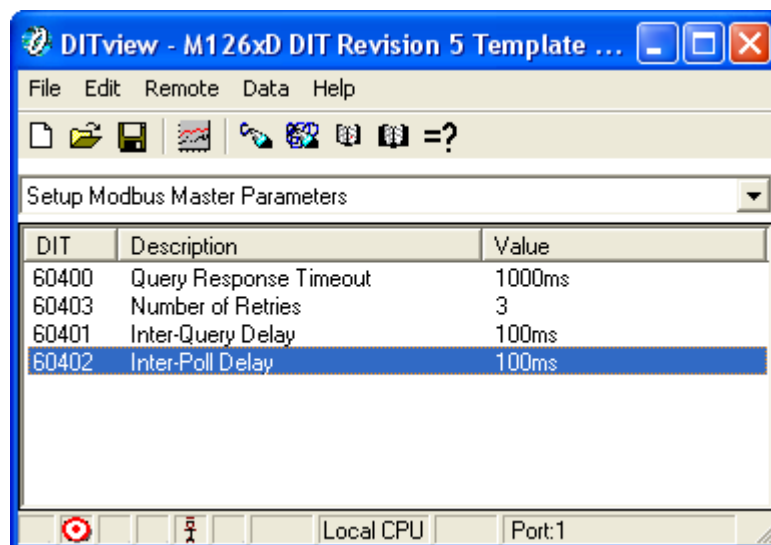 DITview - M126xD DIT Revision 5 Template ...
File Edit Remote Data Help
=?
Setup Modbus Master Parameters
DIT Description Value
60400 Query Response Timeout 1000ms
60403 Number of Retries 3
60401 Inter-Query Delay 100ms
60402 Inter-Poll Delay 100ms
Local CPU Port:1